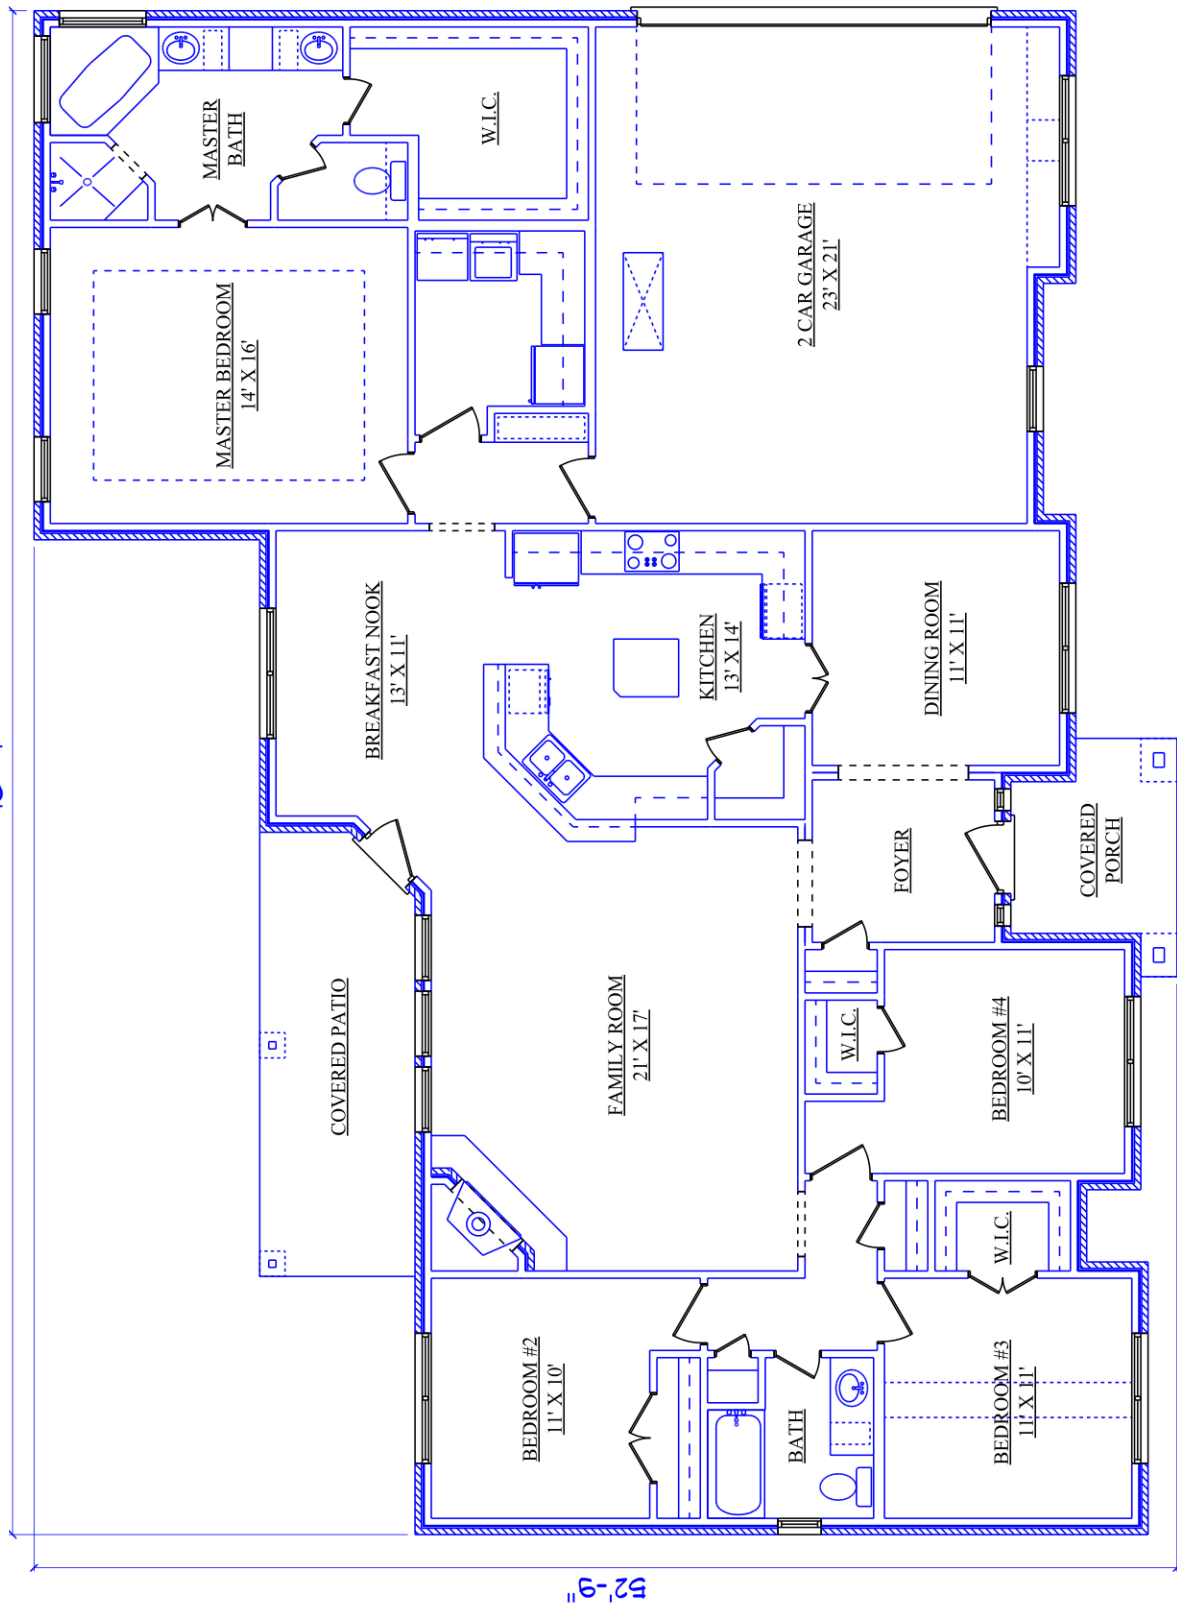 MASTER
BATH
W.I.C.
MASTER BEDROOM
14' X 16'
2 CAR GARAGE
23' X 21'
BREAKFAST NOOK
13' X 11'
KITCHEN
13' X 14'
DINING ROOM
11' X 11'
FOYER
COVERED
PORCH
COVERED PATIO
FAMILY ROOM
21' X 17'
W.I.C.
BEDROOM #4
10' X 11'
W.I.C.
BEDROOM #2
11' X 10'
BATH
BEDROOM #3
11' X 11'
52'-9"